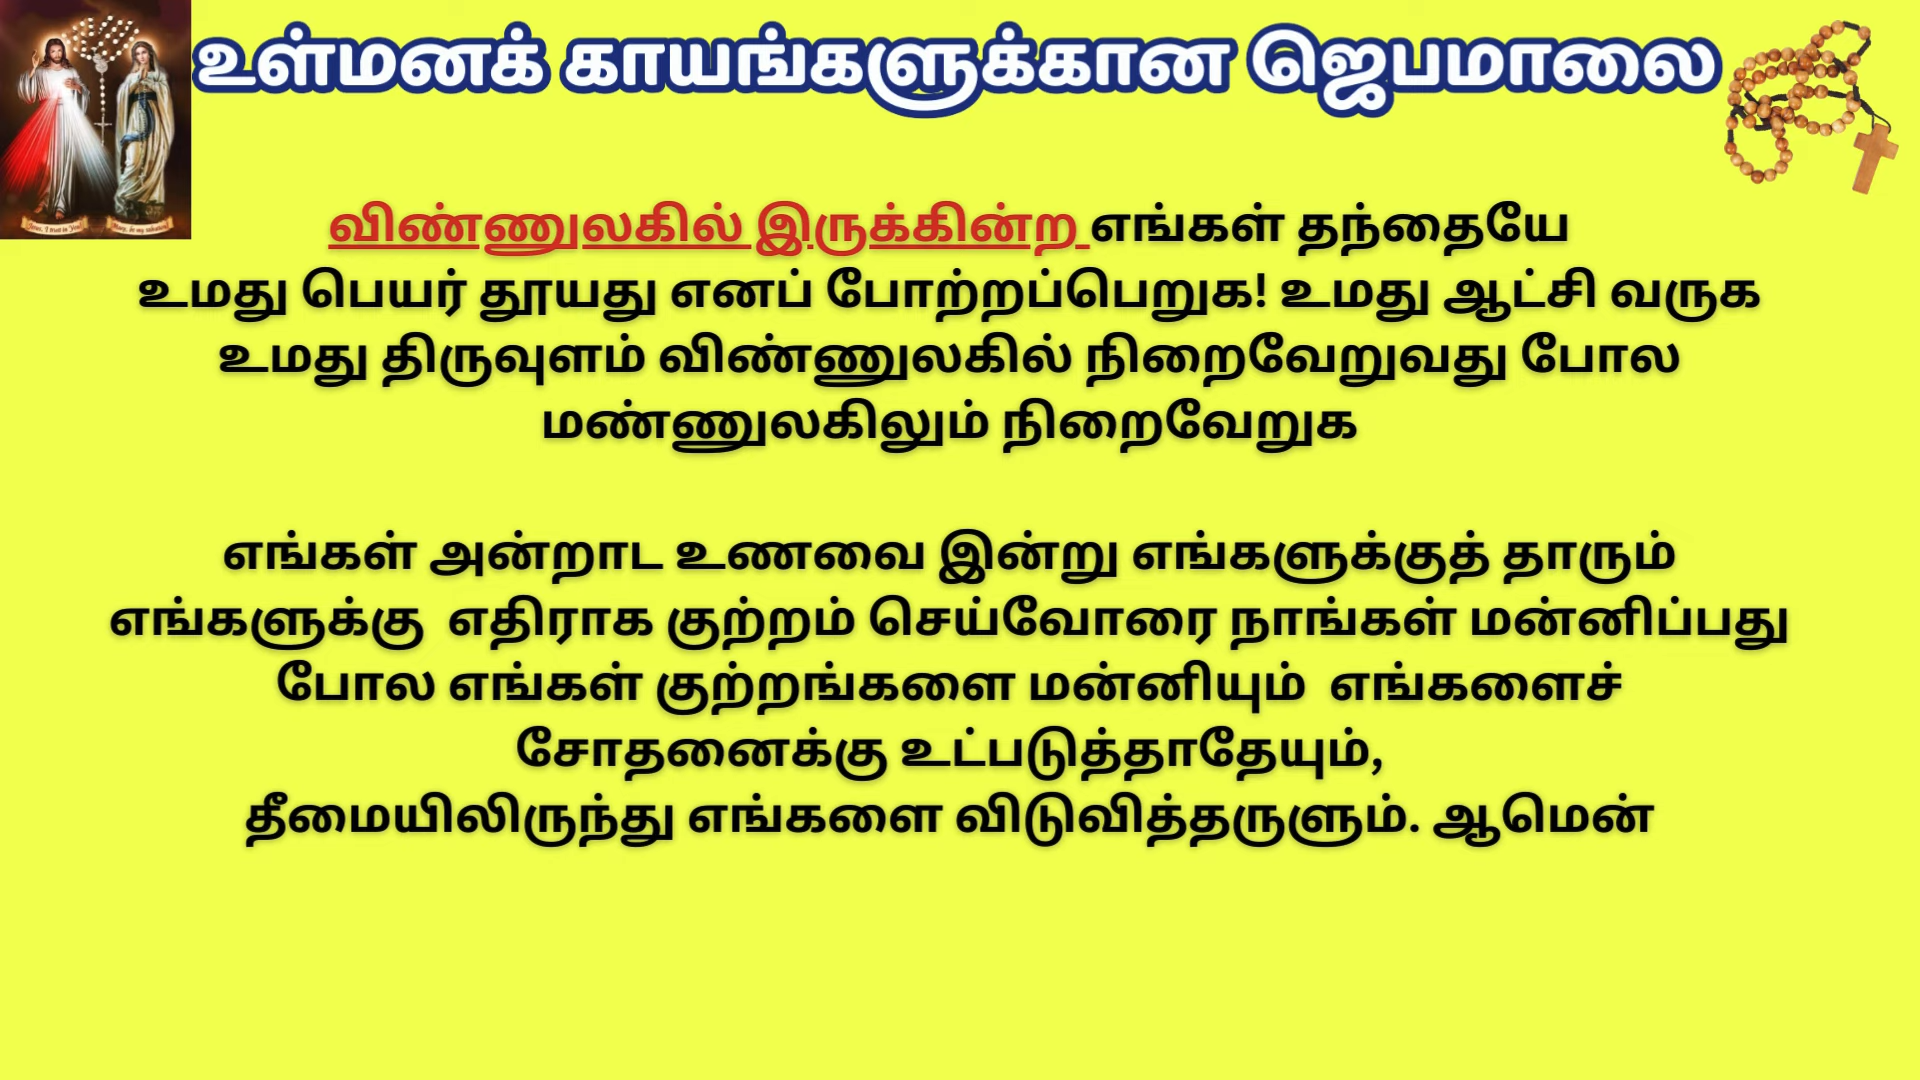 உள்மனக் காயங்களுக்கான ஜெபமாலை
விண்ணுலகில் இருக்கின்ற எங்கள் தந்தையே
உமது பெயர் தூயது எனப் போற்றப்பெறுக! உமது ஆட்சி வருக
உமது திருவுளம் விண்ணுலகில் நிறைவேறுவது போல
மண்ணுலகிலும் நிறைவேறுக
எங்கள் அன்றாட உணவை இன்று எங்களுக்குத் தாரும்
எங்களுக்கு  எதிராக குற்றம் செய்வோரை நாங்கள் மன்னிப்பது
போல எங்கள் குற்றங்களை மன்னியும்  எங்களைச்
சோதனைக்கு உட்படுத்தாதேயும்,
தீமையிலிருந்து எங்களை விடுவித்தருளும். ஆமென்